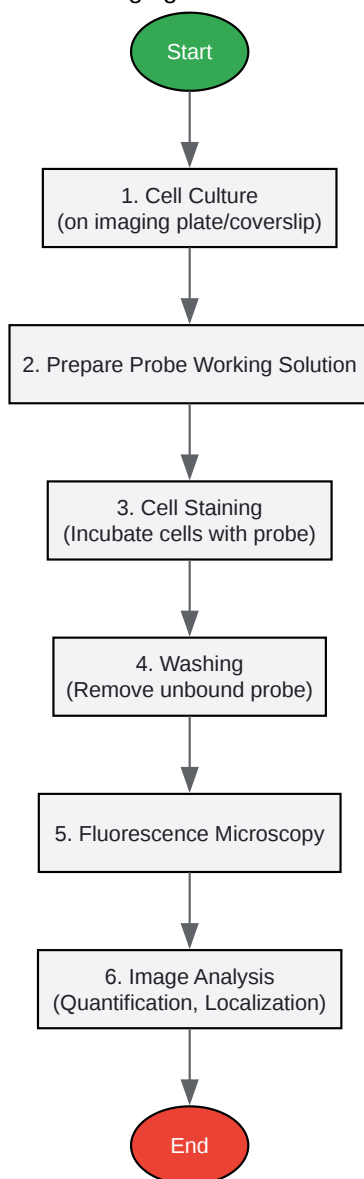 Start
1. Cell Culture
(on imaging plate/coverslip)
2. Prepare Probe Working Solution
3. Cell Staining
(Incubate cells with probe)
4. Washing
(Remove unbound probe)
5. Fluorescence Microscopy
6. Image Analysis
(Quantification, Localization)
End